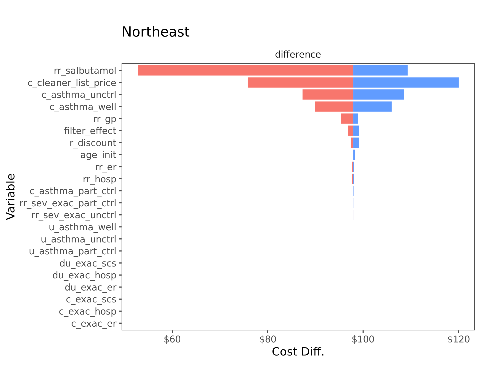 Northeast
difference
Variable
rr_salbutamol
c_cleaner_list_price
c_asthma_unctrl
c_asthma_well
rr_gp
filter_effect
r_discount
age_init
rr_er
rr_hosp
c_asthma_part_ctrl
rr_sev_exac_part_ctrl
rr_sev_exac_unctrl
u_asthma_well
u_asthma_unctrl
u_asthma_part_ctrl
du_exac_scs
du_exac_hosp
du_exac_er
c_exac_scs
c_exac_hosp
c_exac_er
$60 $80 $100 $120
Cost Diff.